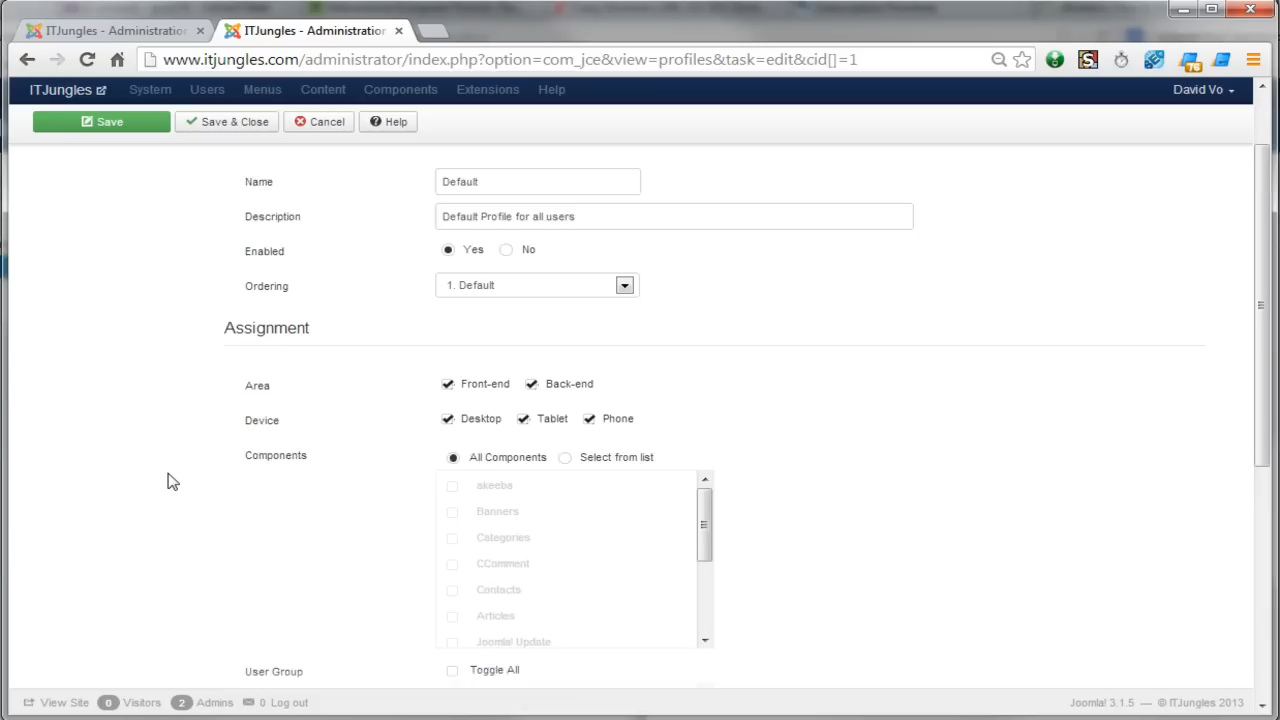 ITJungles - Administration
ITJungles - Administration
www.itjungles.com/administrator/index.php?option=com_jce&view=profiles&task=edit&cid[]=1
76
ITJungles System Users Menus Content Components Extensions Help David Vo
Save Save & Close Cancel Help
Name Default
Description Default Profile for all users
Enabled Yes No
Ordering 1. Default
Assignment
Area Front-end Back-end
Device Desktop Tablet Phone
Components All Components Select from list
akeeba
Banners
Categories
CComment
Contacts
Articles
Joomla! Update
User Group Toggle All
View Site 0 Visitors 2 Admins 0 Log out Joomla! 3.1.5 — © ITJungles 2013